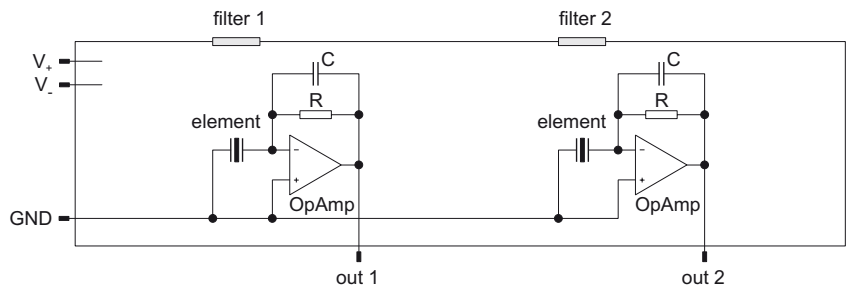 filter 1
filter 2
V+
V-
C
C
R
R
element
element
−
−
+
+
OpAmp
OpAmp
GND
out 1
out 2